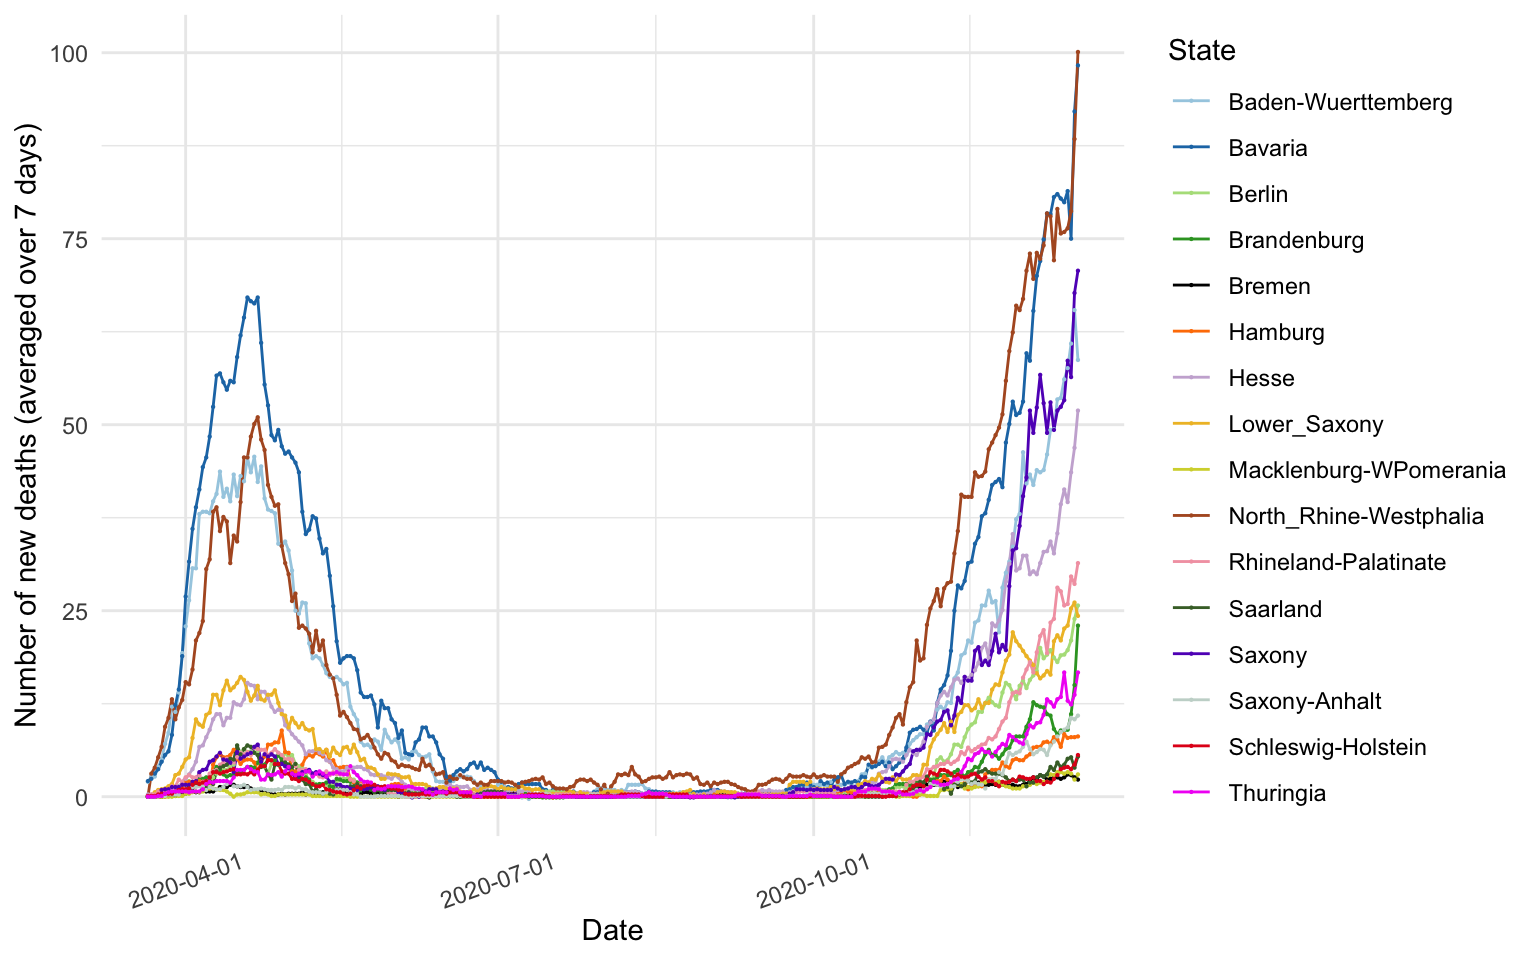 Number of new deaths (averaged over 7 days)
100
75
50
25
0
2020-04-01
2020-07-01
2020-10-01
Date
State
Baden-Wuerttemberg
Bavaria
Berlin
Brandenburg
Bremen
Hamburg
Hesse
Lower_Saxony
Macklenburg-WPomerania
North_Rhine-Westphalia
Rhineland-Palatinate
Saarland
Saxony
Saxony-Anhalt
Schleswig-Holstein
Thuringia